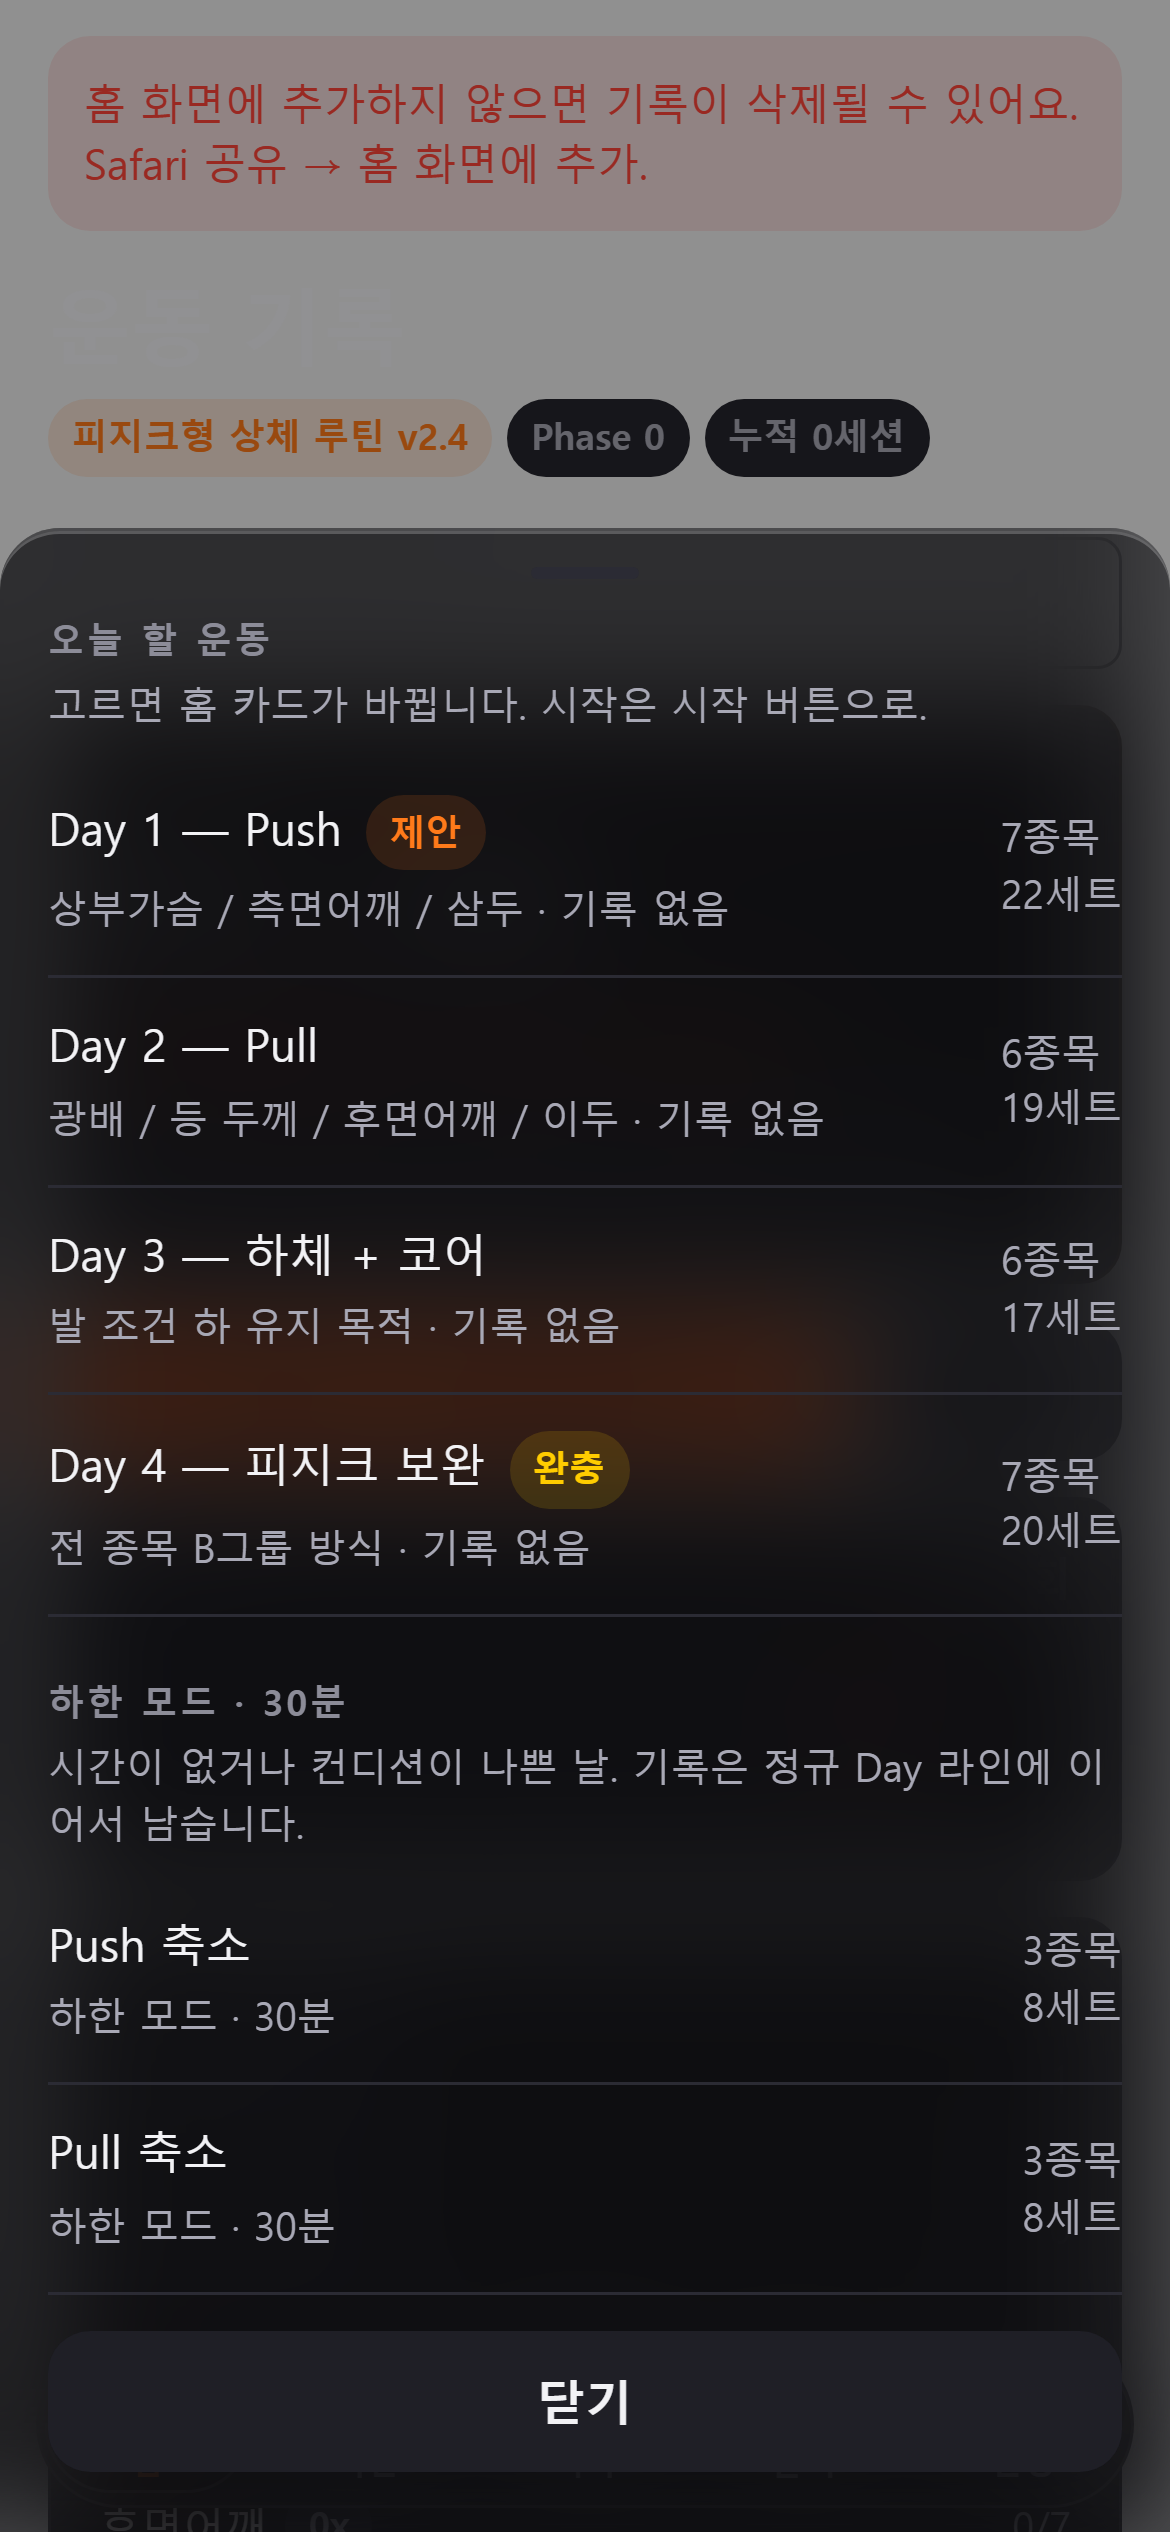 홈 화면에 추가하지 않으면 기록이 삭제될 수 있어요.
Safari 공유 → 홈 화면에 추가.
운동 기록
피지크형 상체 루틴 v2.4
Phase 0
누적 0세션
오늘 할 운동
고르면 홈 카드가 바뀝니다. 시작은 시작 버튼으로.
Day 1 — Push 제안
7종목
22세트
상부가슴 / 측면어깨 / 삼두 · 기록 없음
Day 2 — Pull
6종목
19세트
광배 / 등 두께 / 후면어깨 / 이두 · 기록 없음
Day 3 — 하체 + 코어
6종목
17세트
발 조건 하 유지 목적 · 기록 없음
Day 4 — 피지크 보완 완충
7종목
20세트
전 종목 B그룹 방식 · 기록 없음
하한 모드 · 30분
시간이 없거나 컨디션이 나쁜 날. 기록은 정규 Day 라인에 이
어서 남습니다.
Push 축소
3종목
8세트
하한 모드 · 30분
Pull 축소
3종목
8세트
하한 모드 · 30분
닫기
후면어깨 0x 0/7